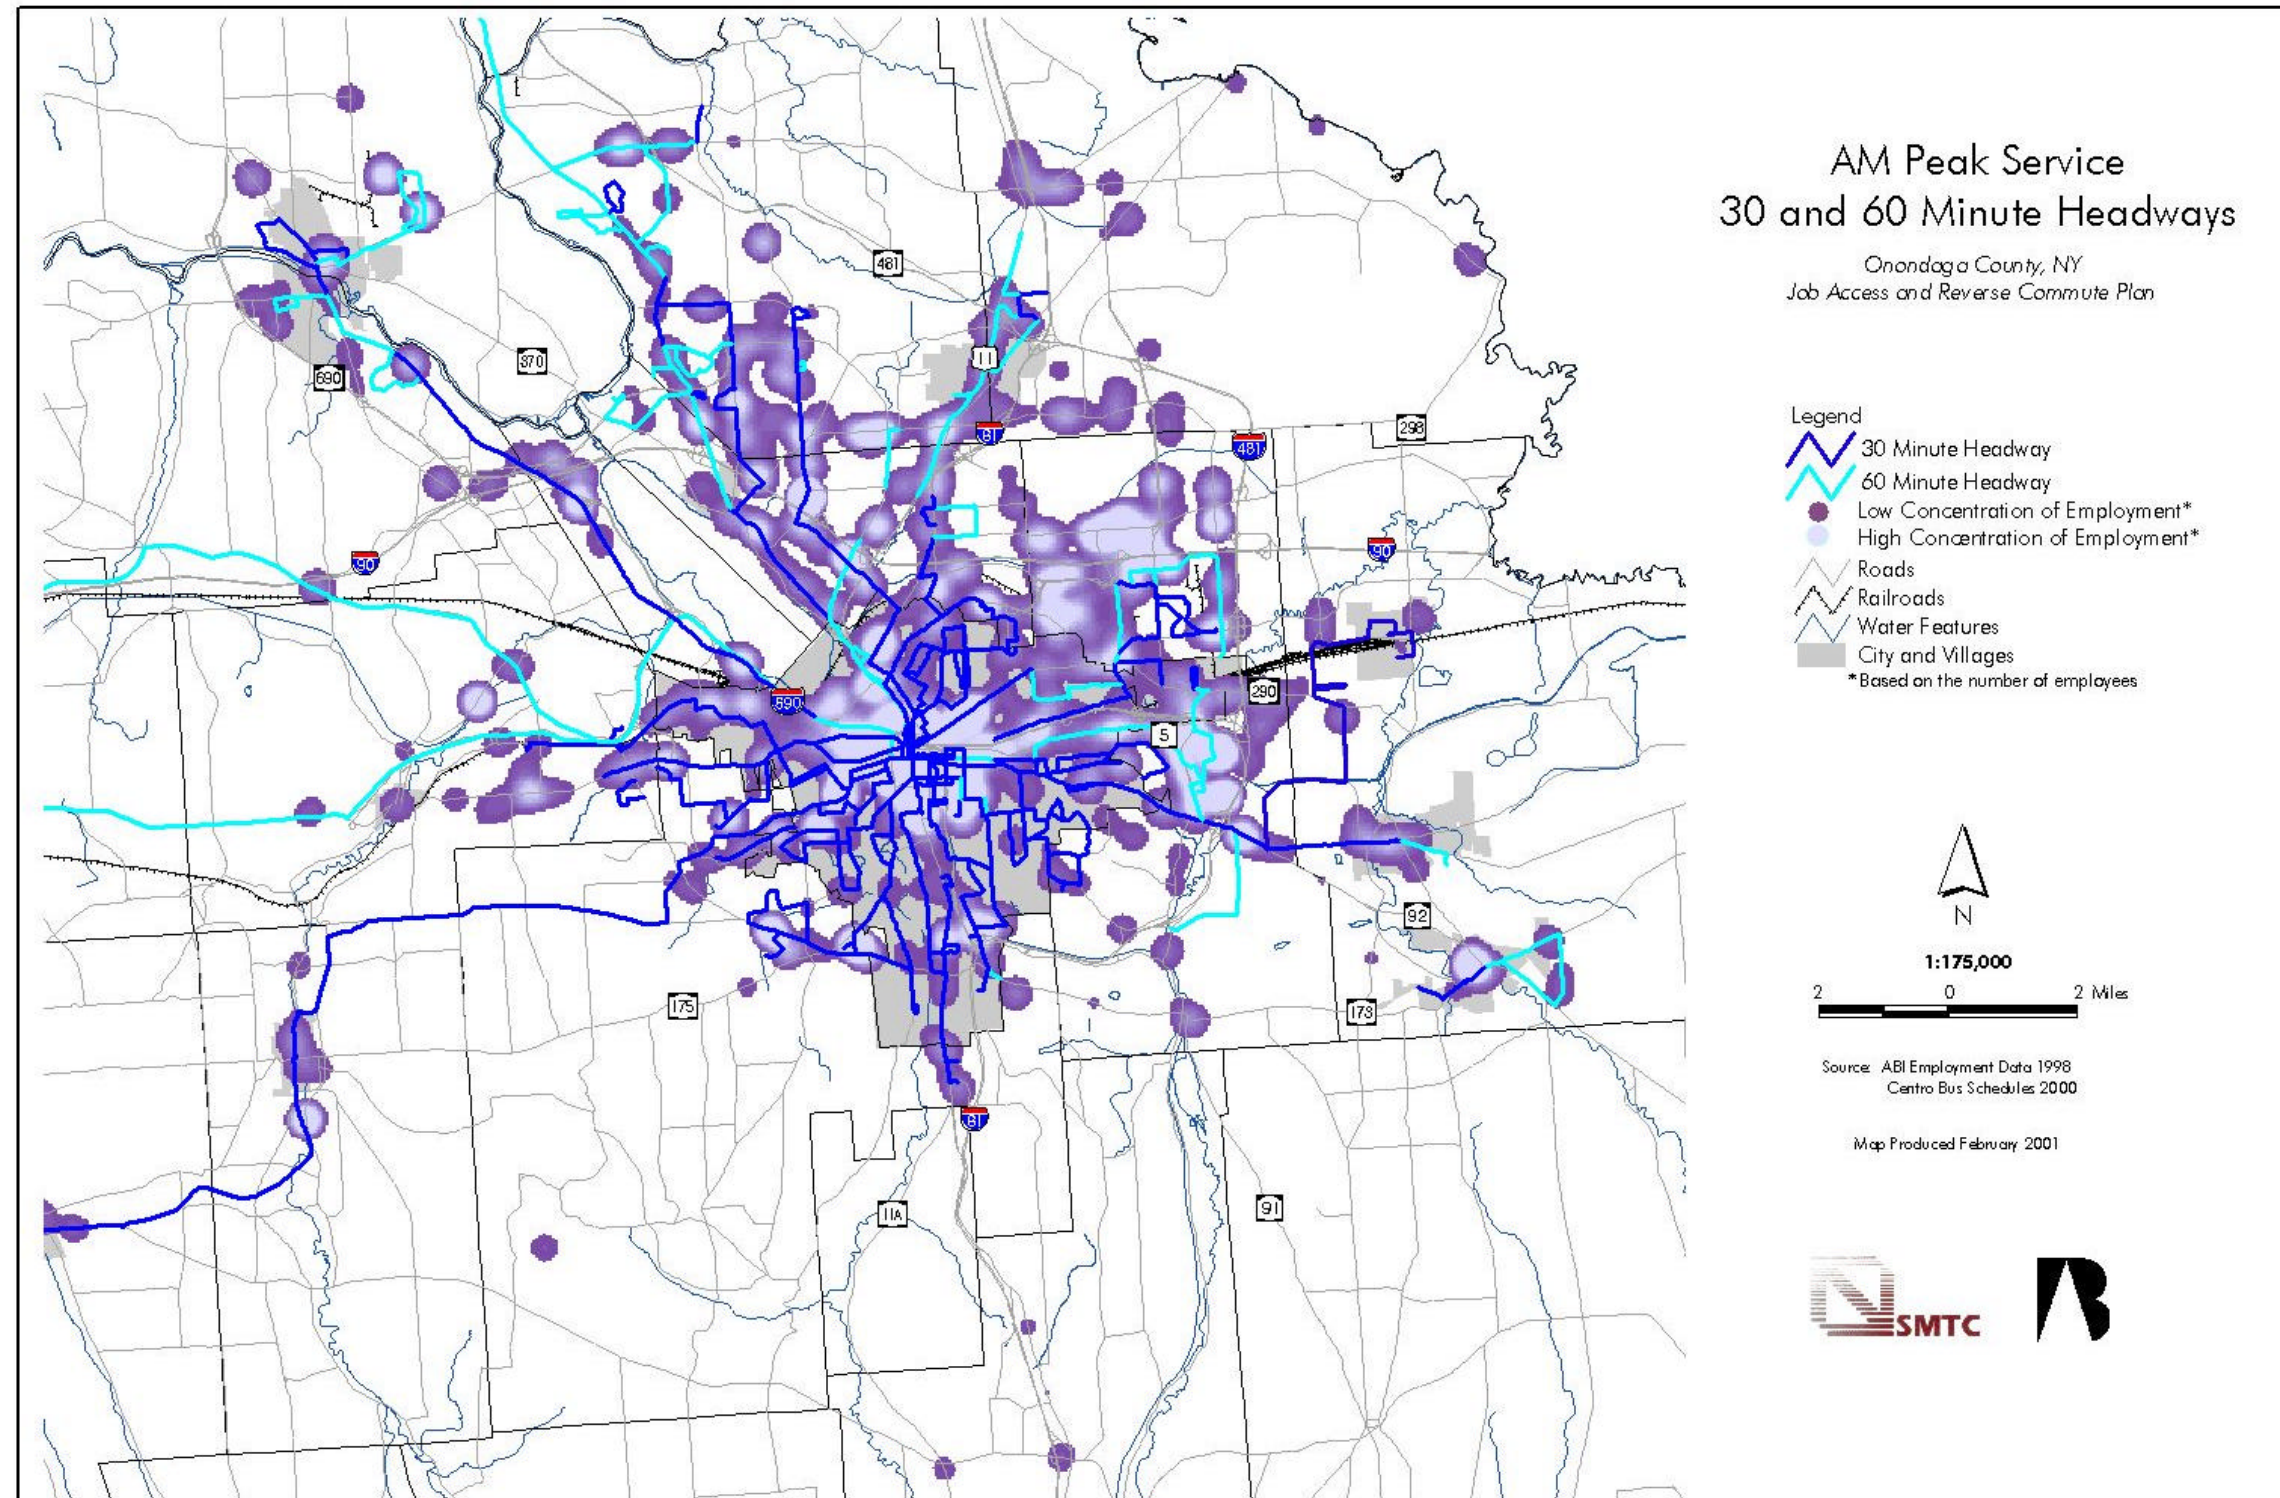 AM Peak Service
30 and 60 Minute Headways
Onondaga County, NY
Job Access and Reverse Commute Plan
Legend
30 Minute Headway
60 Minute Headway
Low Concentration of Employment*
High Concentration of Employment*
Roads
Railroads
Water Features
City and Villages
*Based on the number of employees
N
1:175,000
2 0 2 Miles
Source: ABI Employment Data 1998
Centro Bus Schedules 2000
Map Produced February 2001
SMTC
481
370
11
690
81
298
481
90
90
690
290
5
92
175
173
81
11A
91